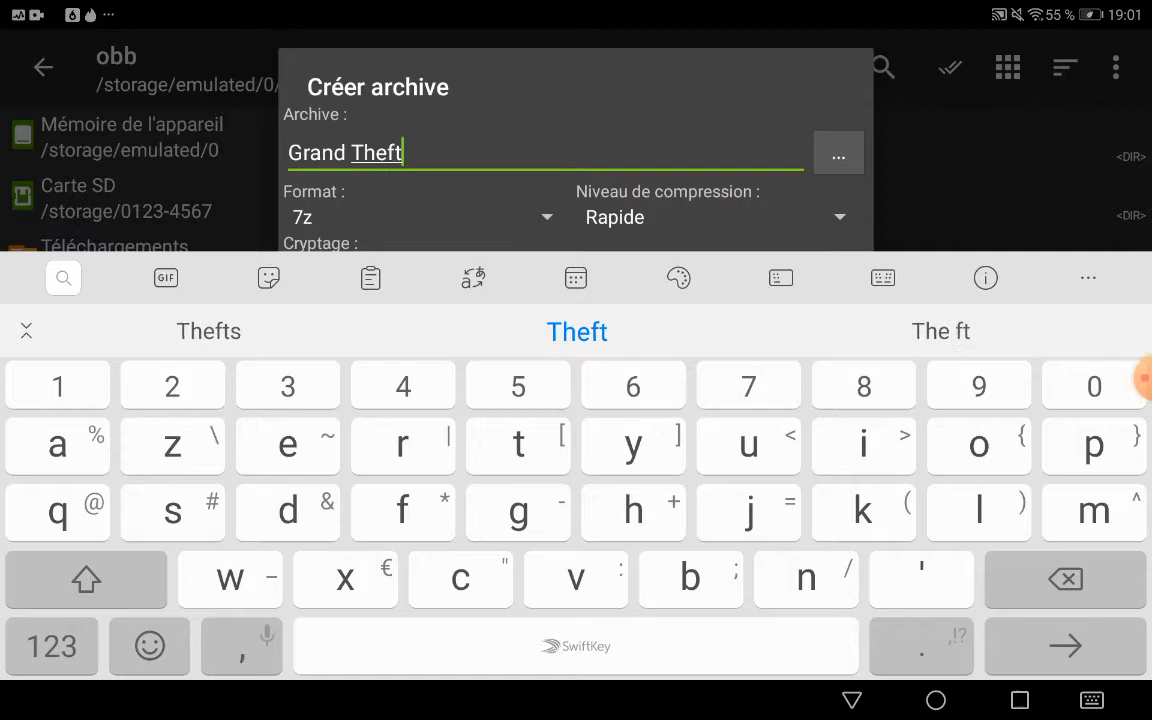 55 % 19:01
obb
/storage/emulated/0/
Créer archive
Archive :
Mémoire de l'appareil
/storage/emulated/0
Grand Theft
...
<DIR>
Carte SD
/storage/0123-4567
Format :
Niveau de compression :
7z
Rapide
<DIR>
Téléchargements
Cryptage :
GIF
Thefts
Theft
The ft
1 2 3 4 5 6 7 8 9 0
a % z \ e ~ r | t [ y ] u < i > o { p }
q @ s # d & f * g - h + j = k ( l ) m ^
w _ x € c " v : b ; n / '
123 , SwiftKey . ,!?